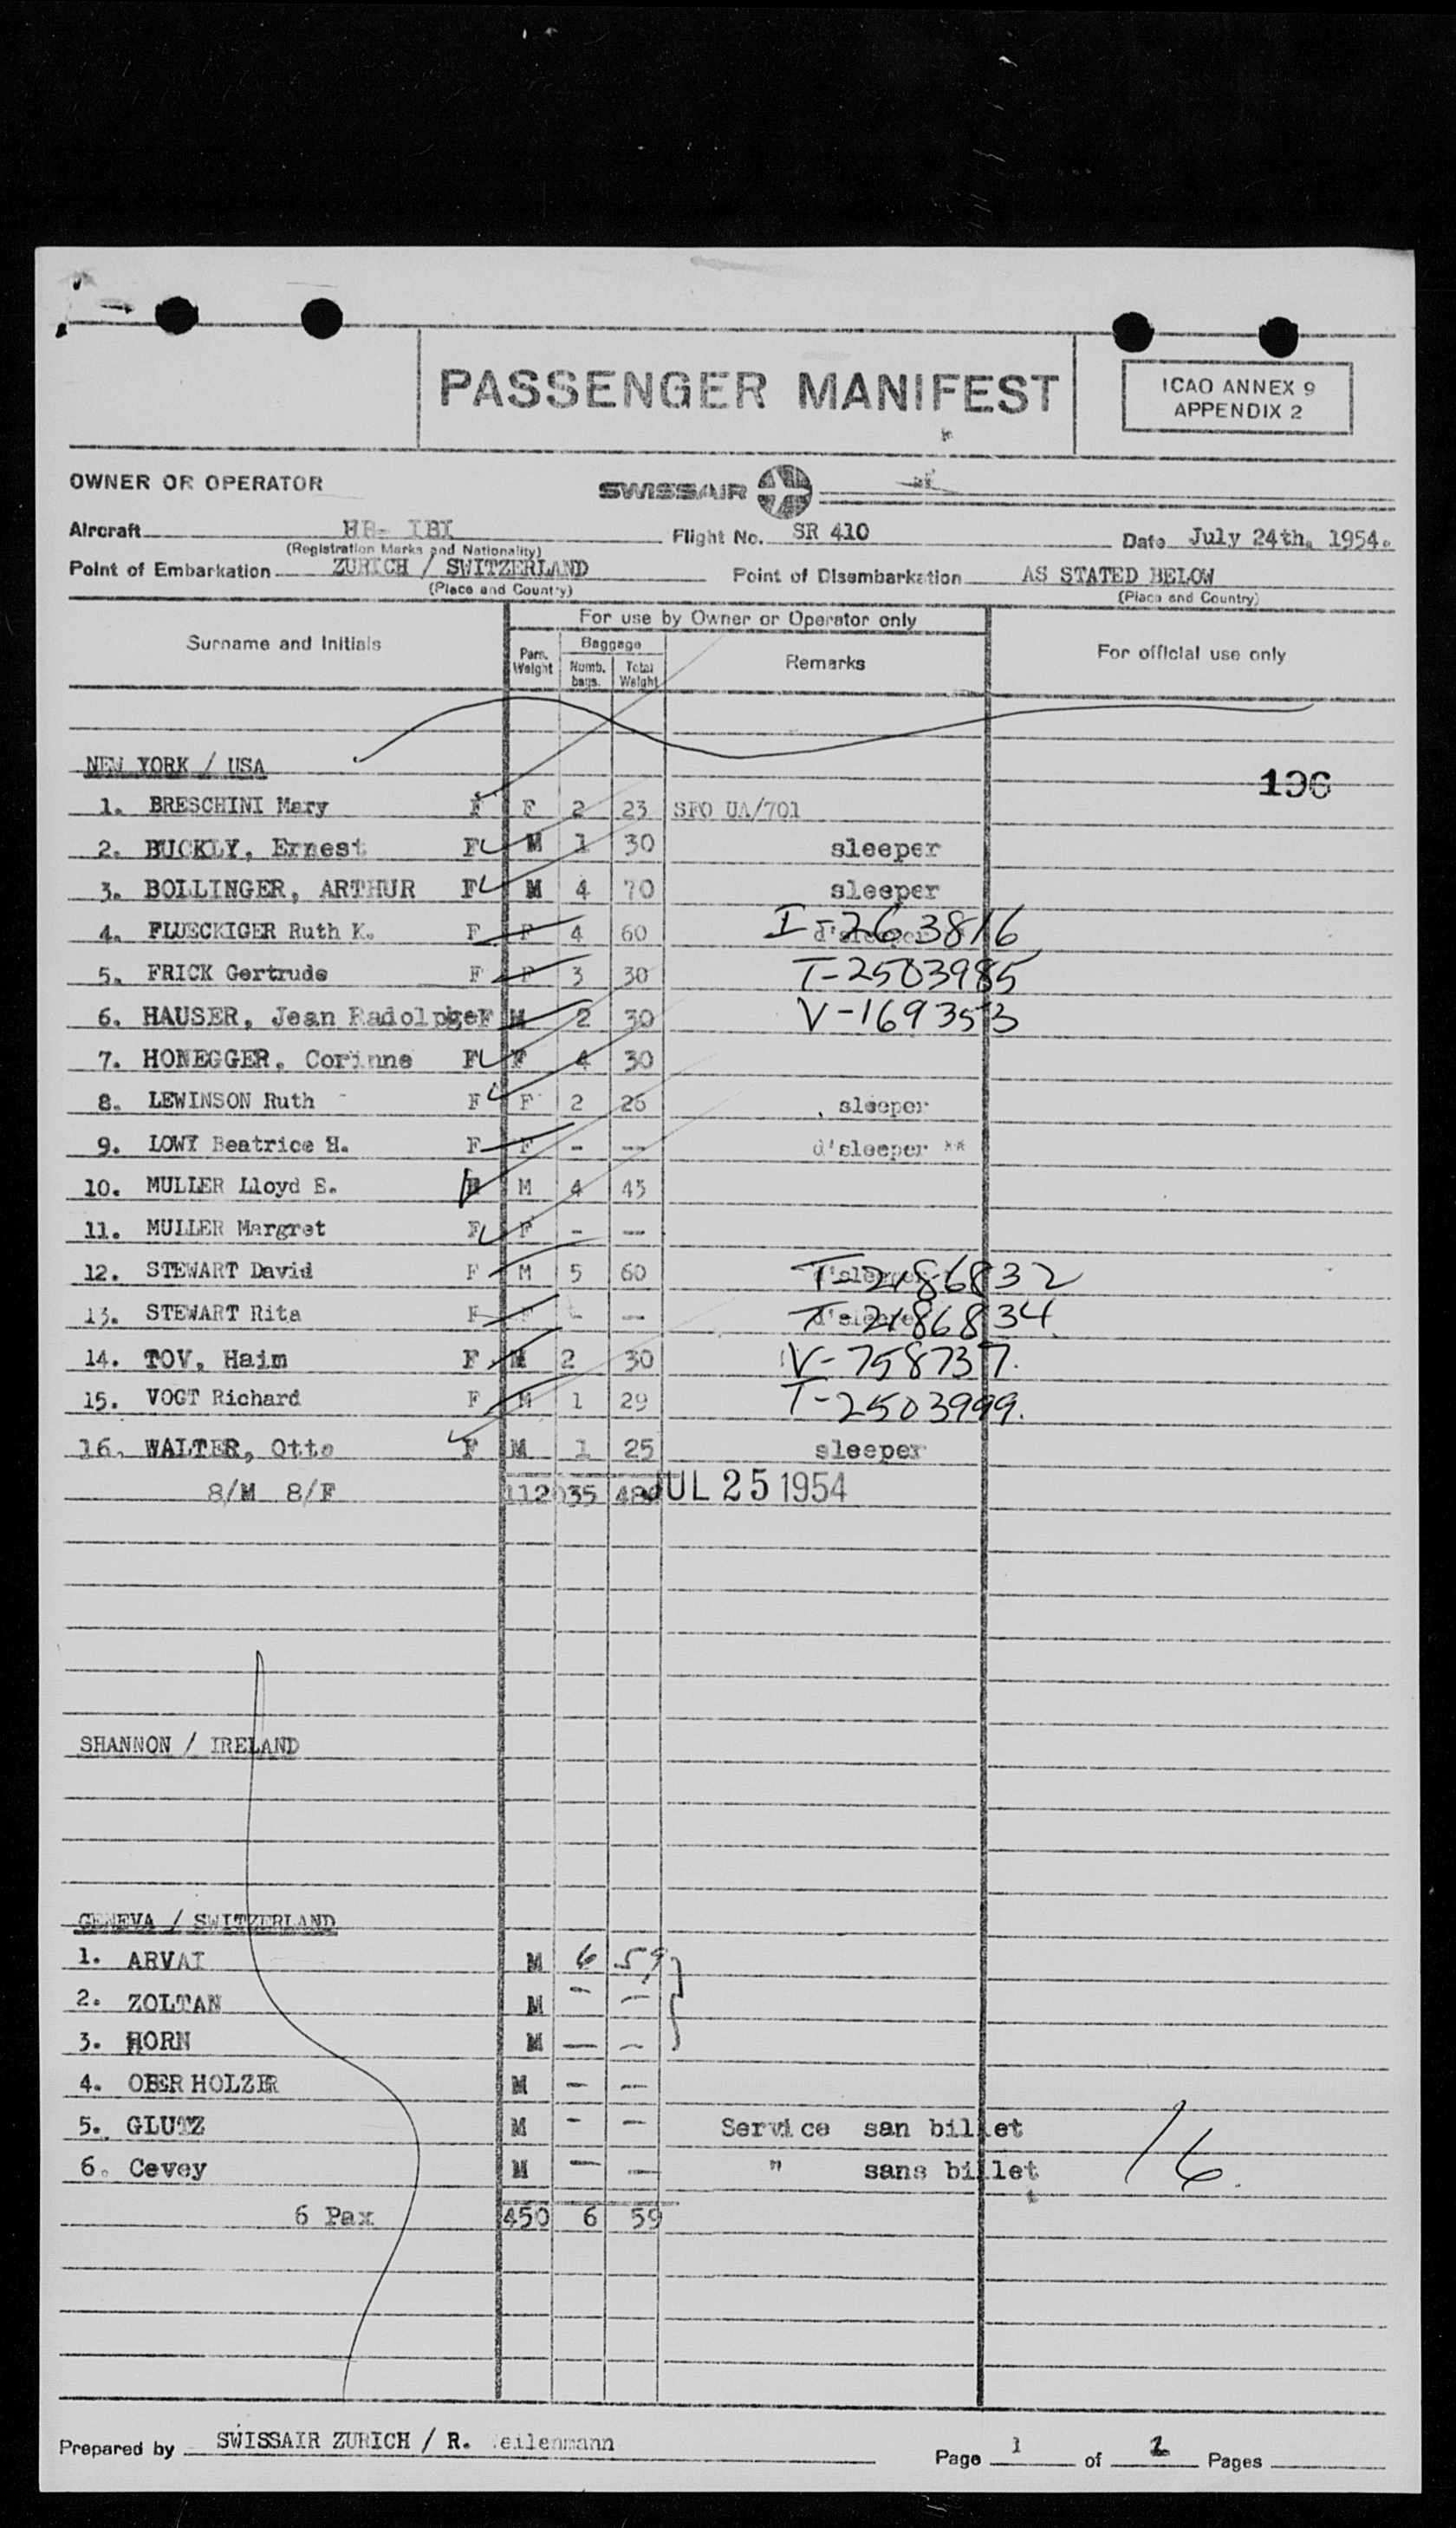 PASSENGER MANIFEST
ICAO ANNEX 9
APPENDIX 2
OWNER OR OPERATOR
SWISSAIR
Aircraft HB- IBI Flight No. SR 410 Date July 24th, 1954.
(Registration Marks and Nationality)
Point of Embarkation ZURICH / SWITZERLAND Point of Disembarkation AS STATED BELOW
(Place and Country) (Place and Country)
Surname and Initials For use by Owner or Operator only For official use only
Pers. Weight Baggage Numb. bags. Total Weight Remarks
NEW YORK / USA
196
1. BRESCHINI Mary F F 2 23 SFO UA/701
2. BUCKLY, Ernest F M 1 30 sleeper
3. BOLLINGER, ARTHUR F M 4 70 sleeper
4. FLUECKIGER Ruth K. F F 4 60 d'sleeper I-263816
5. FRICK Gertrude F F 3 30 T-2503985
6. HAUSER, Jean F M 2 30 V-169353
7. HONEGGER, Corinne F F 4 30
8. LEWINSON Ruth F F 2 26 sleeper
9. LOWY Beatrice H. F F - -- d'sleeper **
10. MULLER Lloyd E. M 4 45
11. MULLER Margret F F - --
12. STEWART David F M 5 60 d'sleeper T-2186832
13. STEWART Rita F F - -- d'sleeper T-2186834
14. TOV, Haim F M 2 30 V-758737.
15. VOGT Richard F M 1 29 T-2503999.
16. WALTER, Otto F M 1 25 sleeper
8/M 8/F 1120 35 JUL 25 1954
SHANNON / IRELAND
GENEVA / SWITZERLAND
1. ARVAI M 6 59
2. ZOLTAN M - -
3. HORN M - -
4. OBERHOLZER M - -
5. GLUTZ M - - Service san billet
6. Cevey M - - " sans billet
16.
6 Pax 450 6 59
Prepared by SWISSAIR ZURICH / R. Page 1 of Pages